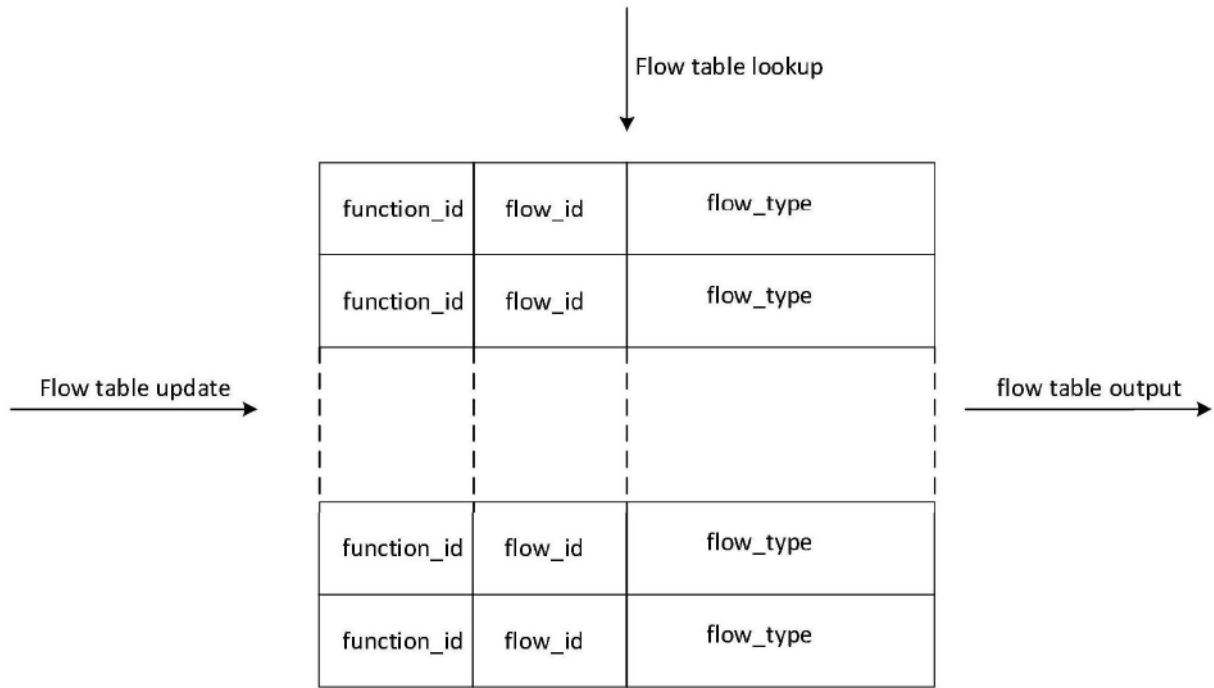 Flow table lookup
function_id flow_id flow_type
function_id flow_id flow_type
Flow table update
flow table output
function_id flow_id flow_type
function_id flow_id flow_type